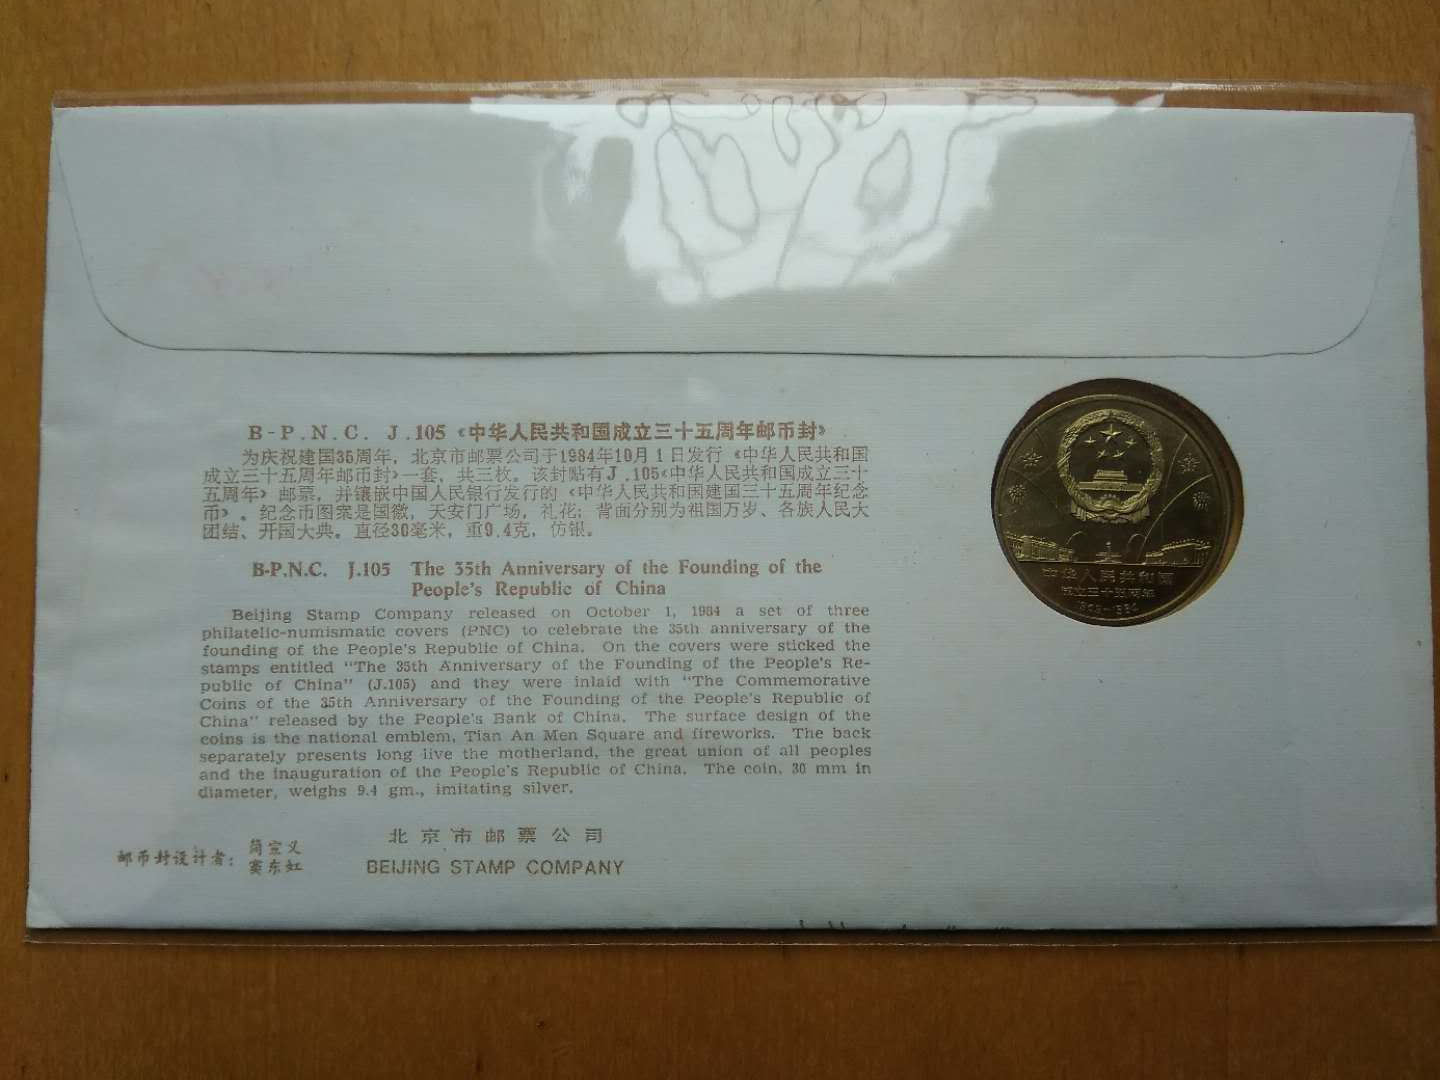 B-P.N.C. J.105《中华人民共和国成立三十五周年邮币封》
为庆祝建国35周年，北京市邮票公司于1984年10月1日发行《中华人民共和国
成立三十五周年邮币封》一套，共三枚。该封贴有J.105《中华人民共和国成立三十
五周年》邮票，并镶嵌中国人民银行发行的《中华人民共和国建国三十五周年纪念
币》。纪念币图案是国徽，天安门广场，礼花；背面分别为祖国万岁、各族人民大
团结、开国大典。直径30毫米，重9.4克，仿银。
B-P.N.C. J.105 The 35th Anniversary of the Founding of the
People's Republic of China
Beijing Stamp Company released on October 1, 1984 a set of three
philatelic-numismatic covers (PNC) to celebrate the 35th anniversary of the
founding of the People's Republic of China. On the covers were sticked the
stamps entitled "The 35th Anniversary of the Founding of the People's Re-
public of China" (J.105) and they were inlaid with "The Commemorative
Coins of the 35th Anniversary of the Founding of the People's Republic of
China" released by the People's Bank of China. The surface design of the
coins is the national emblem, Tian An Men Square and fireworks. The back
separately presents long live the motherland, the great union of all peoples
and the inauguration of the People's Republic of China. The coin, 30 mm in
diameter, weighs 9.4 gm., imitating silver.
邮币封设计者：
简宝义
窦东虹
北京市邮票公司
BEIJING STAMP COMPANY
中华人民共和国
成立三十五周年
1949-1984